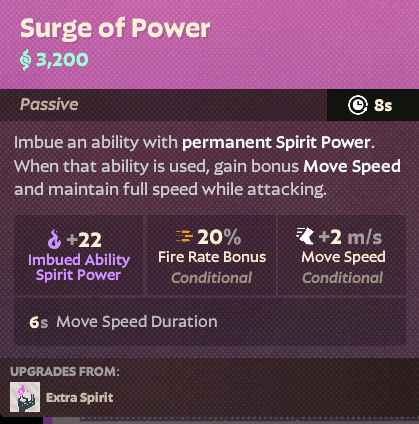 Surge of Power
3,200
Passive
8s
Imbue an ability with permanent Spirit Power.
When that ability is used, gain bonus Move Speed
and maintain full speed while attacking.
+22
Imbued Ability
Spirit Power
20%
Fire Rate Bonus
Conditional
+2 m/s
Move Speed
Conditional
6s Move Speed Duration
UPGRADES FROM:
Extra Spirit